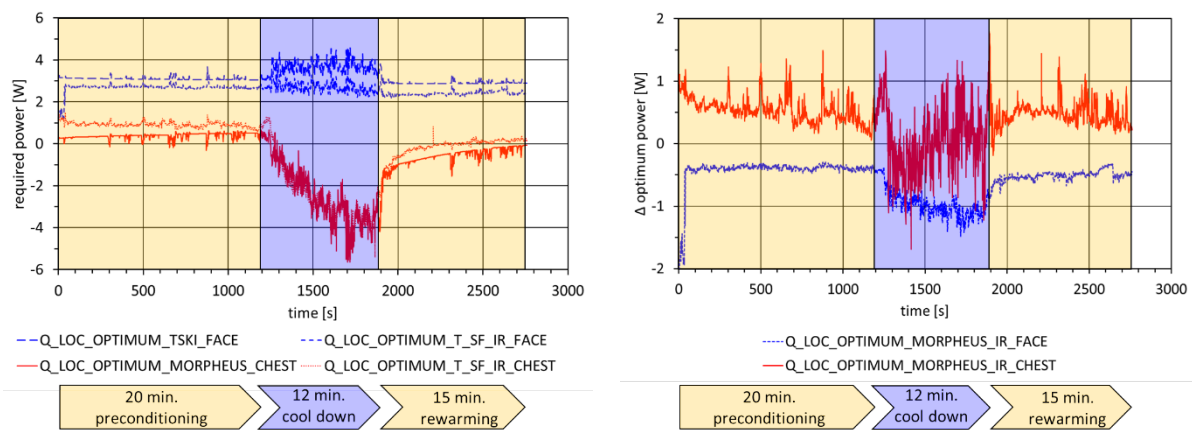 6
4
2
0
-2
-4
-6
required power [W]
0 500 1000 1500 2000 2500 3000
time [s]
Q_LOC_OPTIMUM_TSKI_FACE Q_LOC_OPTIMUM_T_SF_IR_FACE
Q_LOC_OPTIMUM_MORPHEUS_CHEST Q_LOC_OPTIMUM_T_SF_IR_CHEST
20 min. 12 min. 15 min.
preconditioning cool down rewarming
2
1
0
-1
-2
Δ optimum power [W]
0 500 1000 1500 2000 2500 3000
time [s]
Q_LOC_OPTIMUM_MORPHEUS_IR_FACE
Q_LOC_OPTIMUM_MORPHEUS_IR_CHEST
20 min. 12 min. 15 min.
preconditioning cool down rewarming